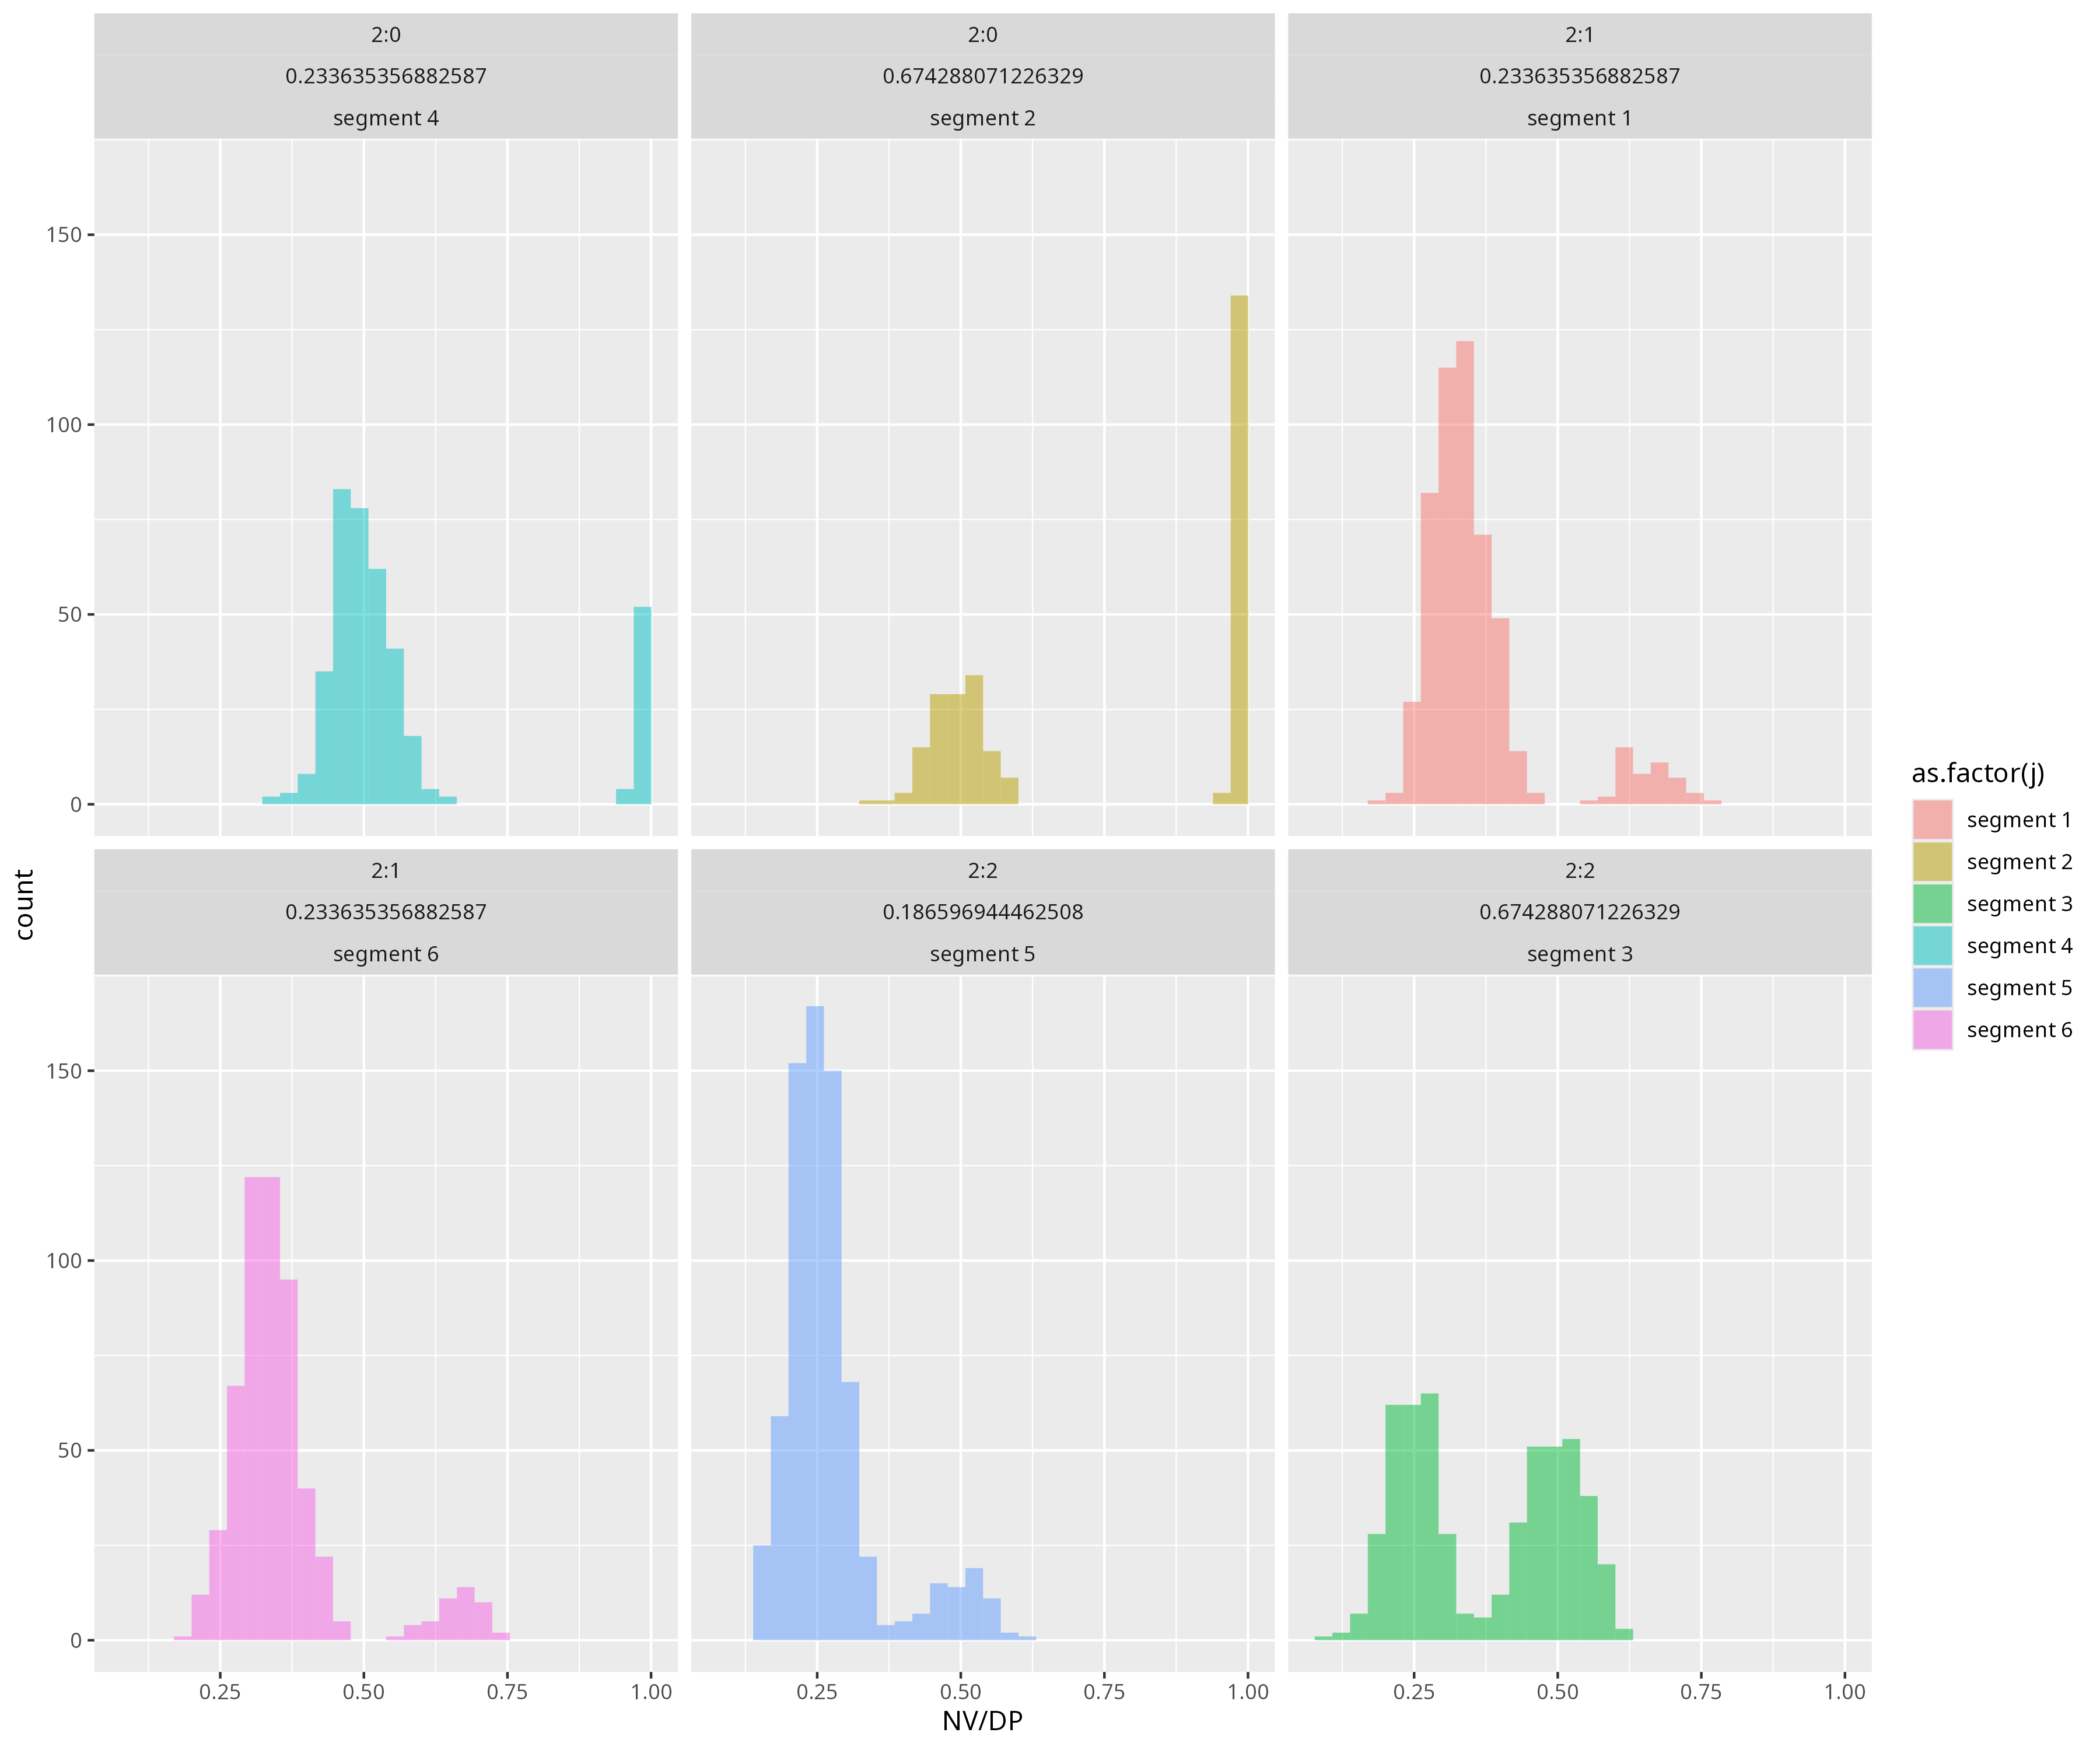 2:0
0.233635356882587
segment 4
2:0
0.674288071226329
segment 2
2:1
0.233635356882587
segment 1
150
100
50
0
2:1
0.233635356882587
segment 6
2:2
0.186596944462508
segment 5
2:2
0.674288071226329
segment 3
150
100
50
0
0.25 0.50 0.75 1.00
0.25 0.50 0.75 1.00
0.25 0.50 0.75 1.00
NV/DP
count
as.factor(j)
segment 1
segment 2
segment 3
segment 4
segment 5
segment 6